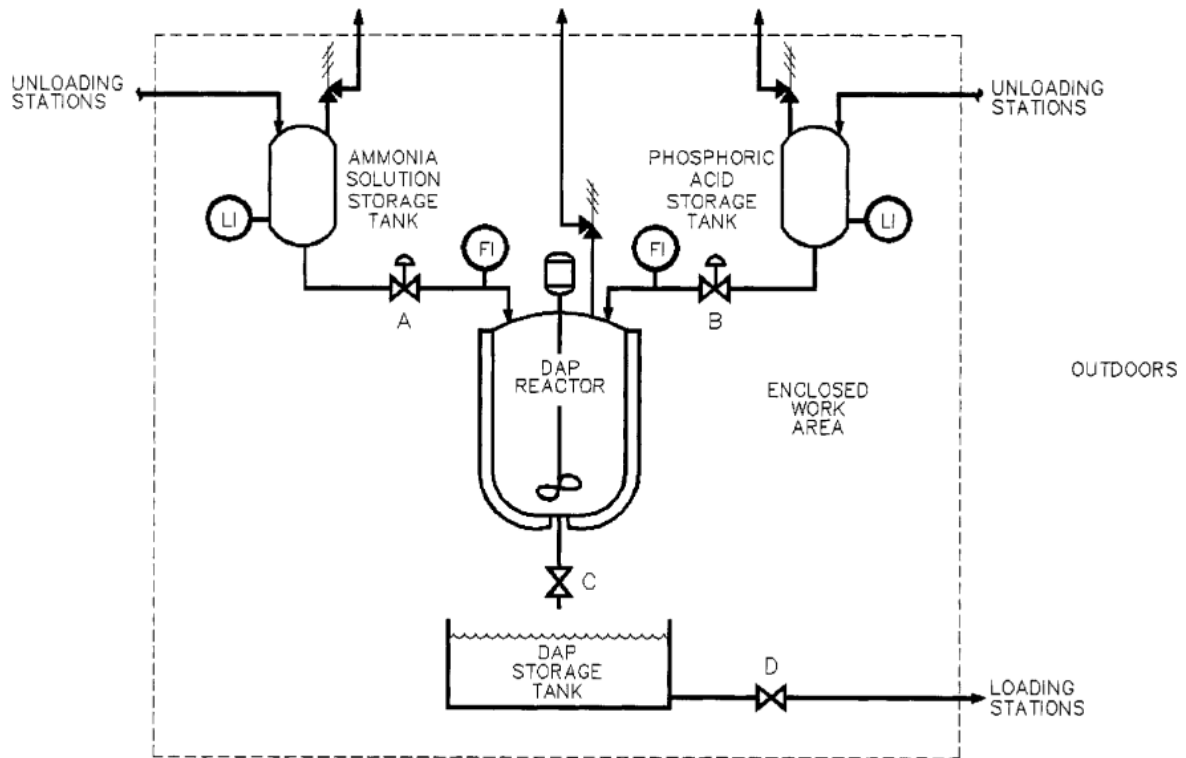 UNLOADING
STATIONS
UNLOADING
STATIONS
AMMONIA
SOLUTION
STORAGE
TANK
PHOSPHORIC
ACID
STORAGE
TANK
LI
LI
FI
FI
A
B
DAP
REACTOR
ENCLOSED
WORK
AREA
OUTDOORS
C
DAP
STORAGE
TANK
D
LOADING
STATIONS